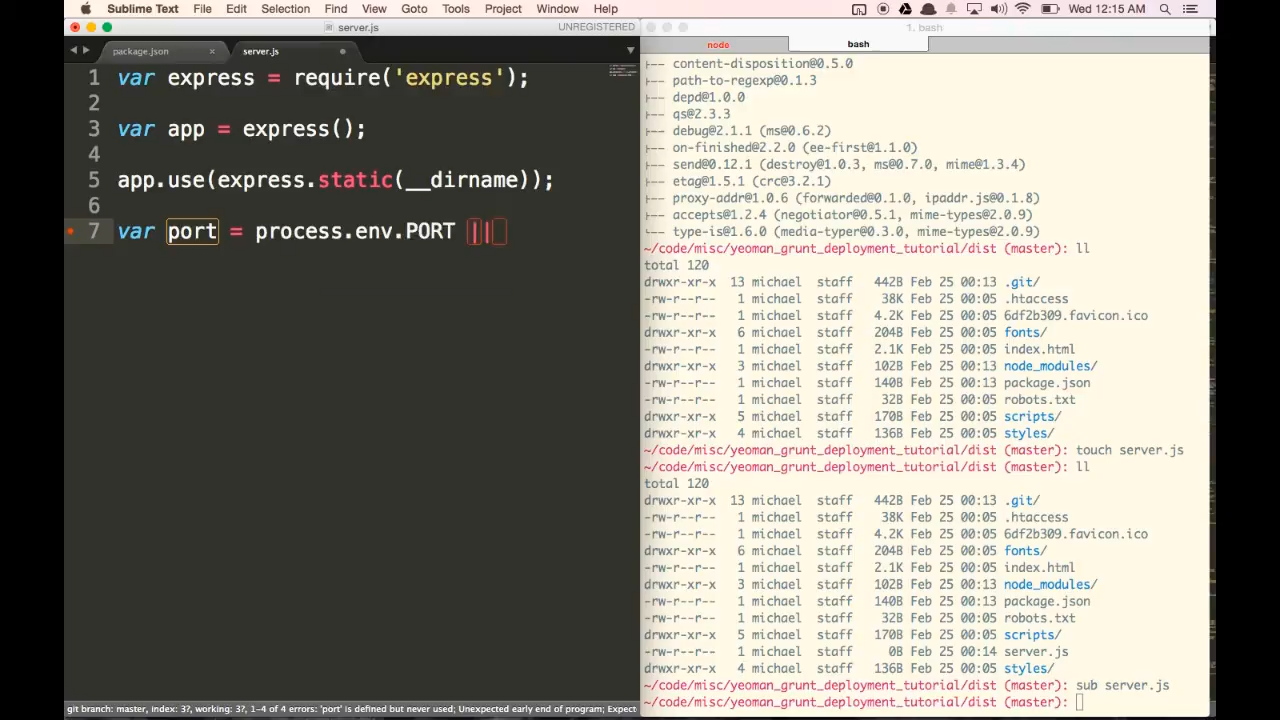 Sublime Text File Edit Selection Find View Goto Tools Project Window Help Wed 12:15 AM
server.js UNREGISTERED
package.json × server.js
1 var express = require('express');
2
3 var app = express();
4
5 app.use(express.static(__dirname));
6
7 var port = process.env.PORT ||
git branch: master, index: 3?, working: 3?, 1-4 of 4 errors: 'port' is defined but never used; Unexpected early end of program; Expect
1. bash
node bash
├── content-disposition@0.5.0
├── path-to-regexp@0.1.3
├── depd@1.0.0
├── qs@2.3.3
├── debug@2.1.1 (ms@0.6.2)
├── on-finished@2.2.0 (ee-first@1.1.0)
├── send@0.12.1 (destroy@1.0.3, ms@0.7.0, mime@1.3.4)
├── etag@1.5.1 (crc@3.2.1)
├── proxy-addr@1.0.6 (forwarded@0.1.0, ipaddr.js@0.1.8)
├── accepts@1.2.4 (negotiator@0.5.1, mime-types@2.0.9)
└── type-is@1.6.0 (media-typer@0.3.0, mime-types@2.0.9)
~/code/misc/yeoman_grunt_deployment_tutorial/dist (master): ll
total 120
drwxr-xr-x 13 michael staff 442B Feb 25 00:13 .git/
-rw-r--r-- 1 michael staff 38K Feb 25 00:05 .htaccess
-rw-r--r-- 1 michael staff 4.2K Feb 25 00:05 6df2b309.favicon.ico
drwxr-xr-x 6 michael staff 204B Feb 25 00:05 fonts/
-rw-r--r-- 1 michael staff 2.1K Feb 25 00:05 index.html
drwxr-xr-x 3 michael staff 102B Feb 25 00:13 node_modules/
-rw-r--r-- 1 michael staff 140B Feb 25 00:13 package.json
-rw-r--r-- 1 michael staff 32B Feb 25 00:05 robots.txt
drwxr-xr-x 5 michael staff 170B Feb 25 00:05 scripts/
drwxr-xr-x 4 michael staff 136B Feb 25 00:05 styles/
~/code/misc/yeoman_grunt_deployment_tutorial/dist (master): touch server.js
~/code/misc/yeoman_grunt_deployment_tutorial/dist (master): ll
total 120
drwxr-xr-x 13 michael staff 442B Feb 25 00:13 .git/
-rw-r--r-- 1 michael staff 38K Feb 25 00:05 .htaccess
-rw-r--r-- 1 michael staff 4.2K Feb 25 00:05 6df2b309.favicon.ico
drwxr-xr-x 6 michael staff 204B Feb 25 00:05 fonts/
-rw-r--r-- 1 michael staff 2.1K Feb 25 00:05 index.html
drwxr-xr-x 3 michael staff 102B Feb 25 00:13 node_modules/
-rw-r--r-- 1 michael staff 140B Feb 25 00:13 package.json
-rw-r--r-- 1 michael staff 32B Feb 25 00:05 robots.txt
drwxr-xr-x 5 michael staff 170B Feb 25 00:05 scripts/
-rw-r--r-- 1 michael staff 0B Feb 25 00:14 server.js
drwxr-xr-x 4 michael staff 136B Feb 25 00:05 styles/
~/code/misc/yeoman_grunt_deployment_tutorial/dist (master): sub server.js
~/code/misc/yeoman_grunt_deployment_tutorial/dist (master):